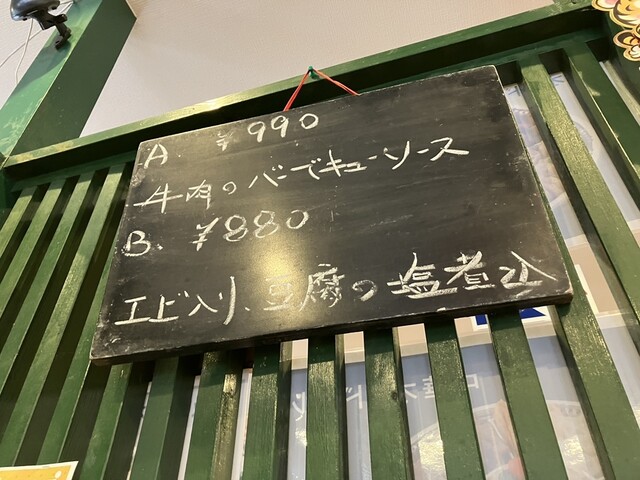 A. ¥990
牛肉のバーベキューソース
B. ¥880
エビ入り、豆腐の塩煮込